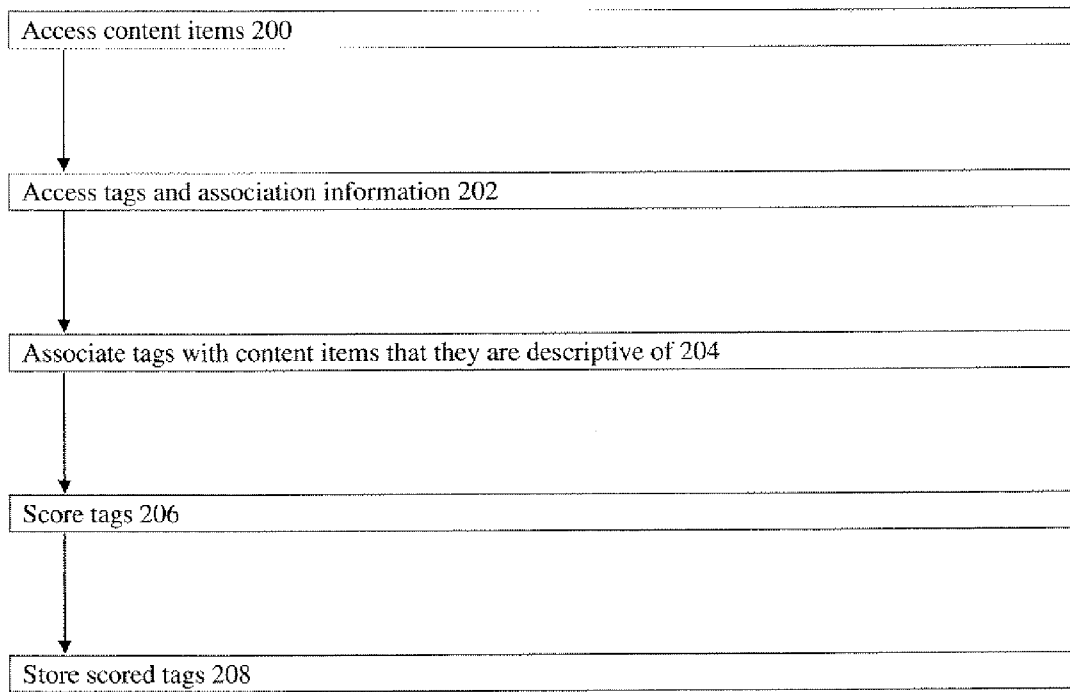 Access content items 200
Access tags and association information 202
Associate tags with content items that they are descriptive of 204
Score tags 206
Store scored tags 208